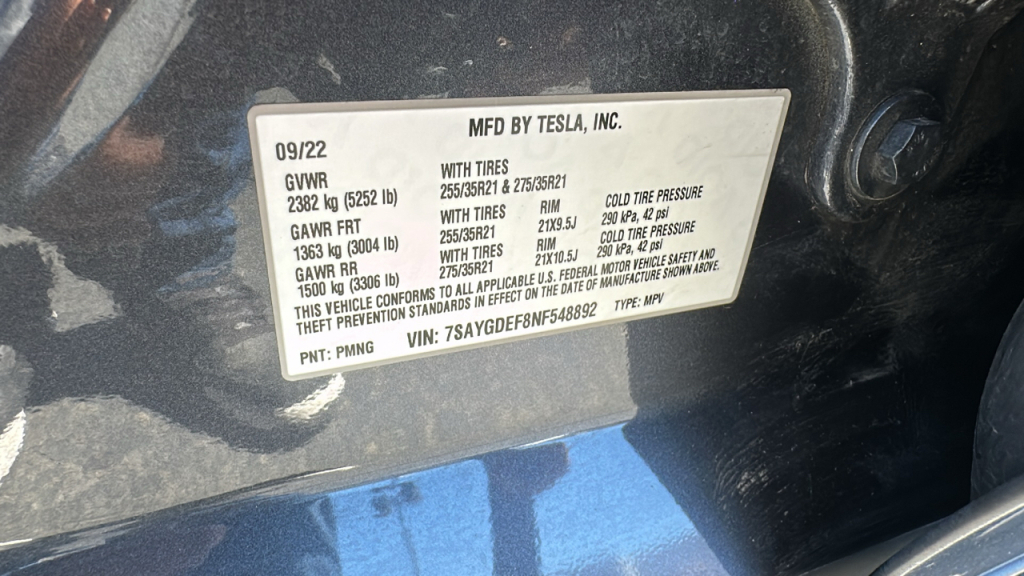 MFD BY TESLA, INC.
09/22
GVWR WITH TIRES
2382 kg (5252 lb) 255/35R21 & 275/35R21
GAWR FRT WITH TIRES RIM COLD TIRE PRESSURE
1363 kg (3004 lb) 255/35R21 21X9.5J 290 kPa, 42 psi
GAWR RR WITH TIRES RIM COLD TIRE PRESSURE
1500 kg (3306 lb) 275/35R21 21X10.5J 290 kPa, 42 psi
THIS VEHICLE CONFORMS TO ALL APPLICABLE U.S. FEDERAL MOTOR VEHICLE SAFETY AND
THEFT PREVENTION STANDARDS IN EFFECT ON THE DATE OF MANUFACTURE SHOWN ABOVE.
PNT: PMNG VIN: 7SAYGDEF8NF548892 TYPE: MPV